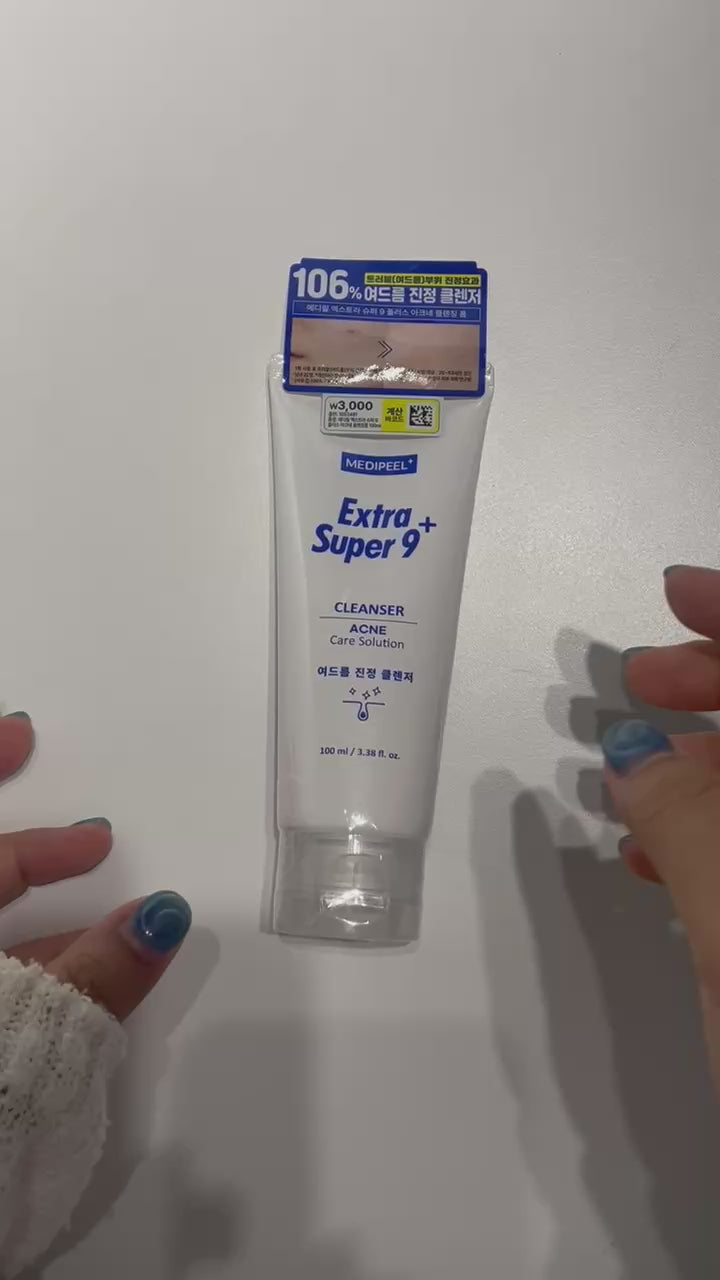 106% 트러블(여드름)부위 진정효과
여드름 진정 클렌저
메디필 엑스트라 슈퍼 9 플러스 아크네 클렌징 폼
₩3,000
계산
바코드
MEDIPEEL+
Extra
Super 9+
CLEANSER
ACNE
Care Solution
여드름 진정 클렌저
100 ml / 3.38 fl. oz.